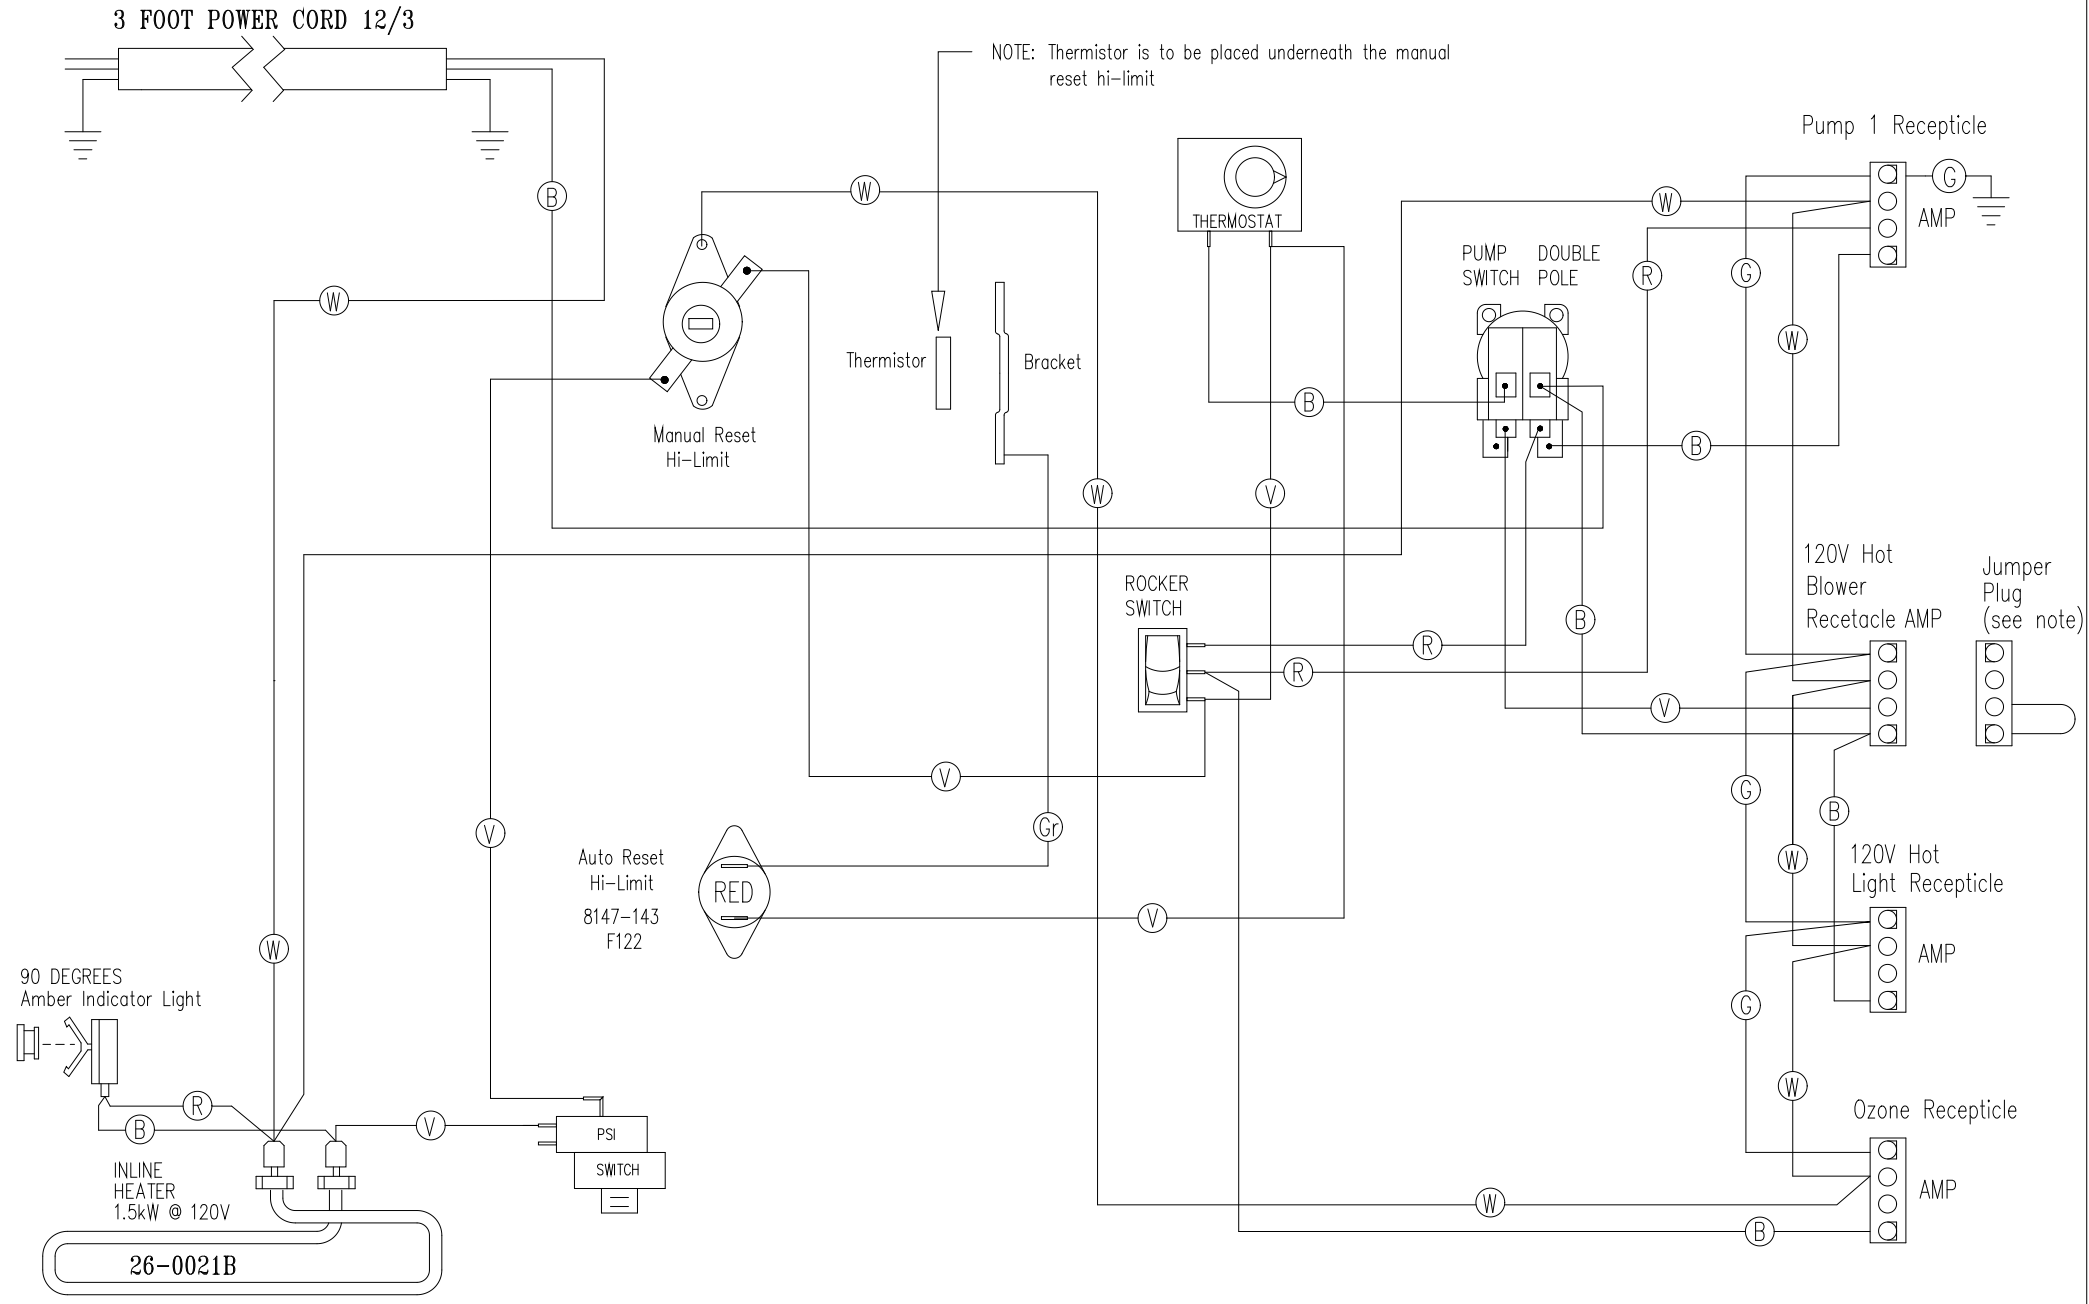 3 FOOT POWER CORD 12/3
NOTE: Thermistor is to be placed underneath the manual
reset hi-limit
Pump 1 Recepticle
G
AMP
W
W
B
THERMOSTAT
PUMP DOUBLE
SWITCH POLE
R
G
W
W
Thermistor
Bracket
B
Manual Reset
Hi-Limit
B
W
V
120V Hot
Blower
Recetacle AMP
Jumper
Plug
(see note)
ROCKER
SWITCH
B
R
R
V
V
G
B
V
Gr
Auto Reset
Hi-Limit
8147-143
F122
RED
V
W
120V Hot
Light Recepticle
AMP
W
90 DEGREES
Amber Indicator Light
G
W
R
B
V
PSI
SWITCH
Ozone Recepticle
AMP
INLINE
HEATER
1.5kW @ 120V
W
B
26-0021B